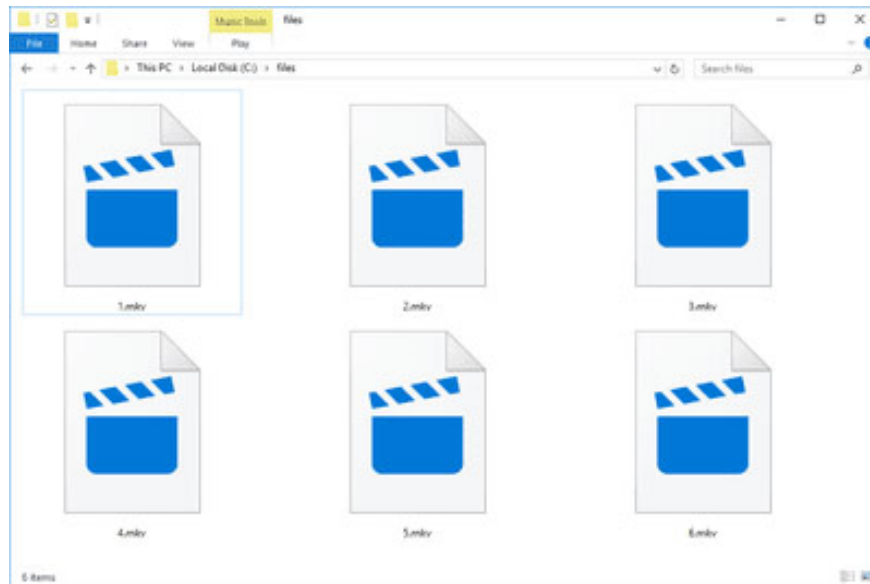 Music Tools files
File Home Share View Play
This PC › Local Disk (C:) › files Search files
1.mkv 2.mkv 3.mkv
4.mkv 5.mkv 6.mkv
6 items